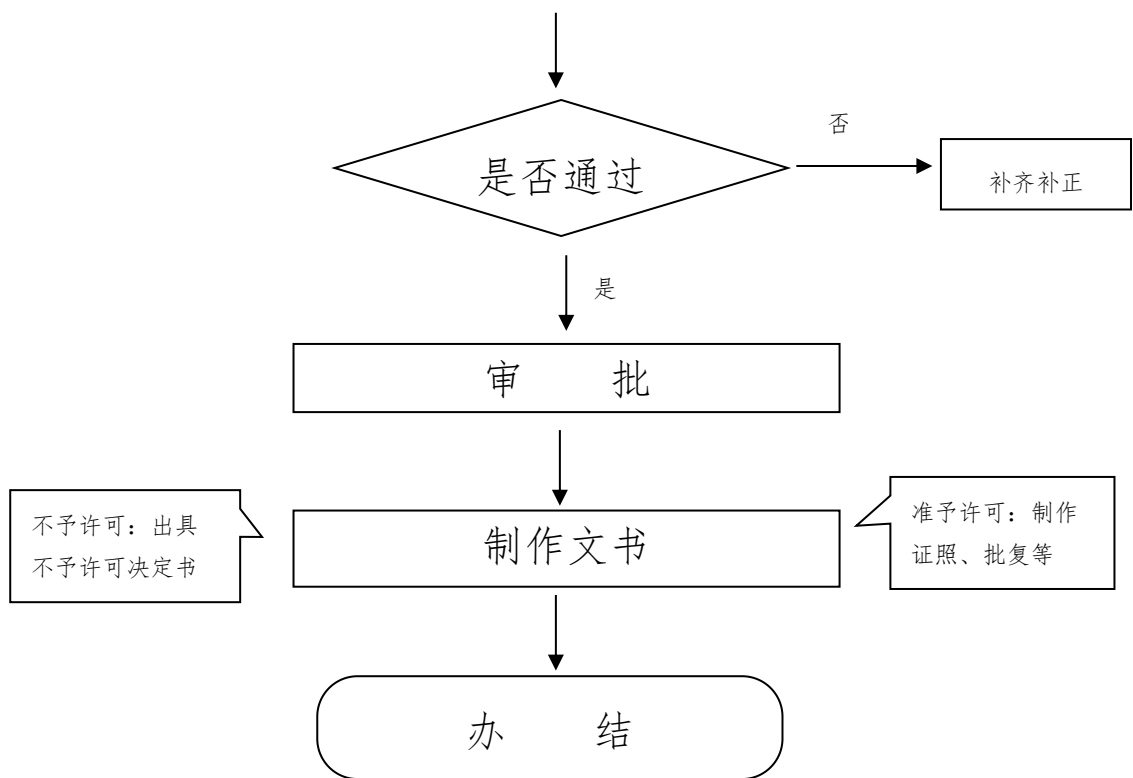 否
是否通过
补齐补正
是
审 批
不予许可：出具
不予许可决定书
制作文书
准予许可：制作
证照、批复等
办 结